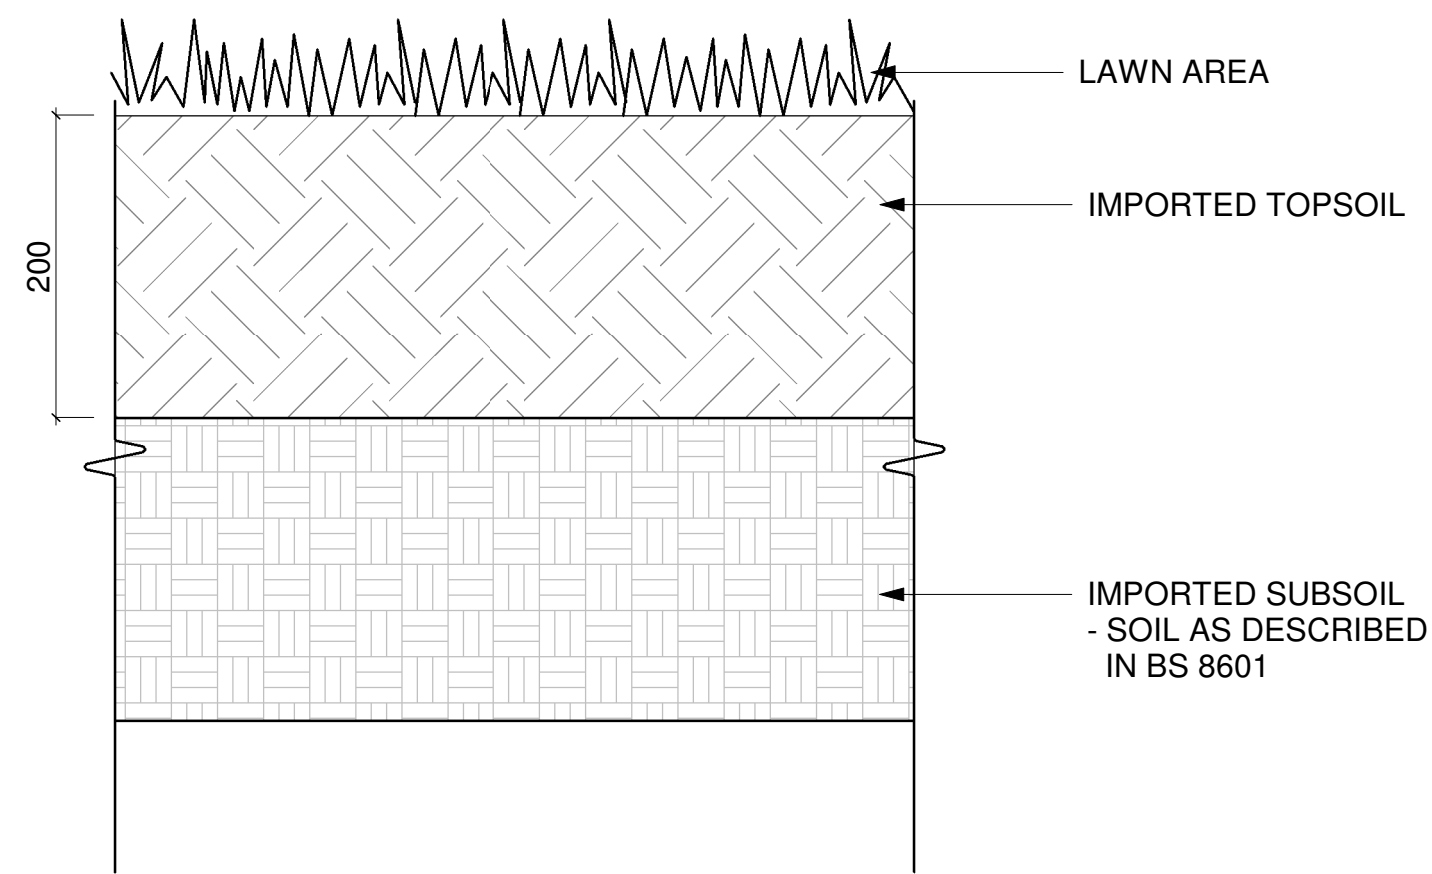 LAWN AREA
IMPORTED TOPSOIL
200
IMPORTED SUBSOIL
- SOIL AS DESCRIBED
IN BS 8601